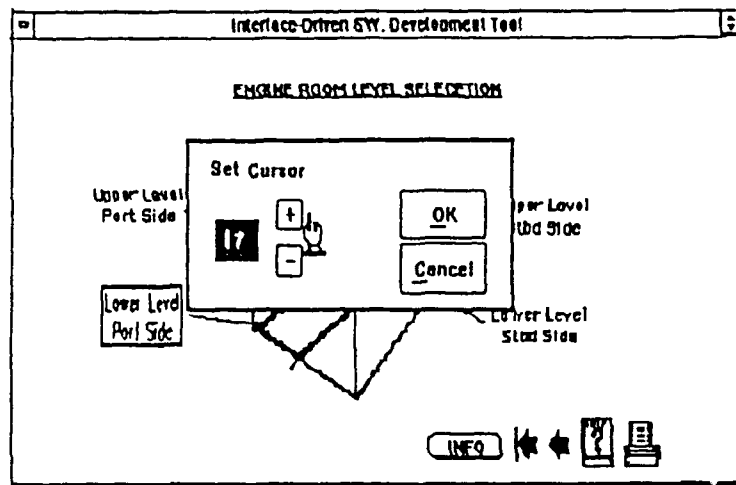 Interface-Driven SW. Development Tool
ENGINE ROOM LEVEL SELECTION
Set Cursor
Upper Level
Port Side
+
-
OK
Cancel
per Level
tbd Side
Lower Level
Port Side
Lower Level
Stbd Side
INFO